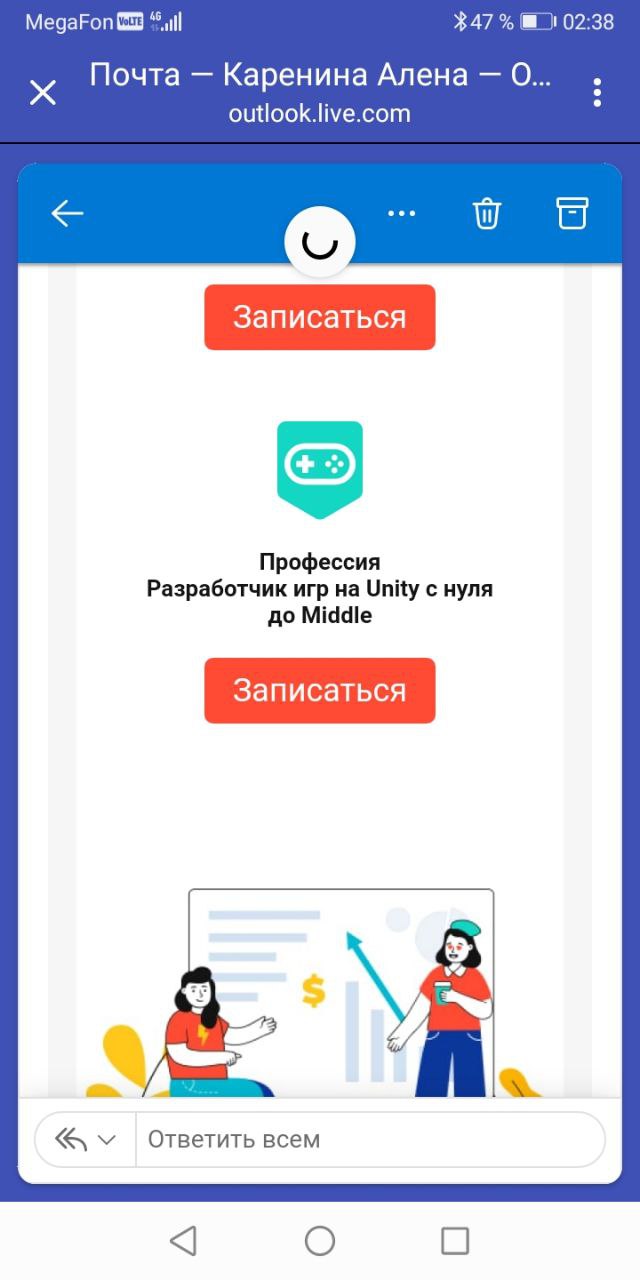 MegaFon VoLTE 4G 47 % 02:38
Почта — Каренина Алена — О...
outlook.live.com
Записаться
Профессия
Разработчик игр на Unity с нуля
до Middle
Записаться
$
Ответить всем